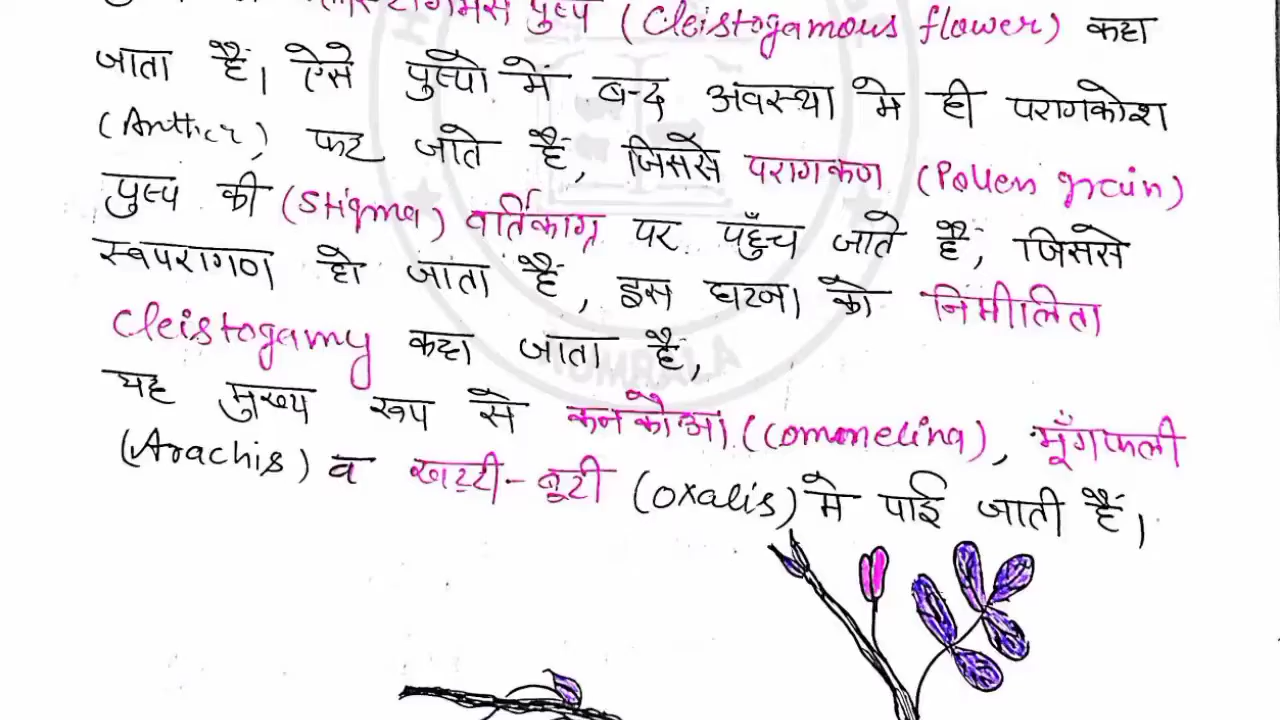 पुष्प (Cleistogamous flower) कहा
जाता है। ऐसे पुष्पो में बन्द अवस्था मे ही परागकोश
(Anther) फट जाते है, जिससे परागकण (Pollen grain)
पुष्प की (Stigma) वर्तिकाग्र पर पहुँच जाते है, जिससे
स्वपरागण हो जाता है, इस घटना को निमीलिता
Cleistogamy कहा जाता है,
यह मुख्य रूप से कनकोआ (Commelina), मूँगफली
(Arachis) व खट्टी-बूटी (Oxalis) मे पाई जाती है।